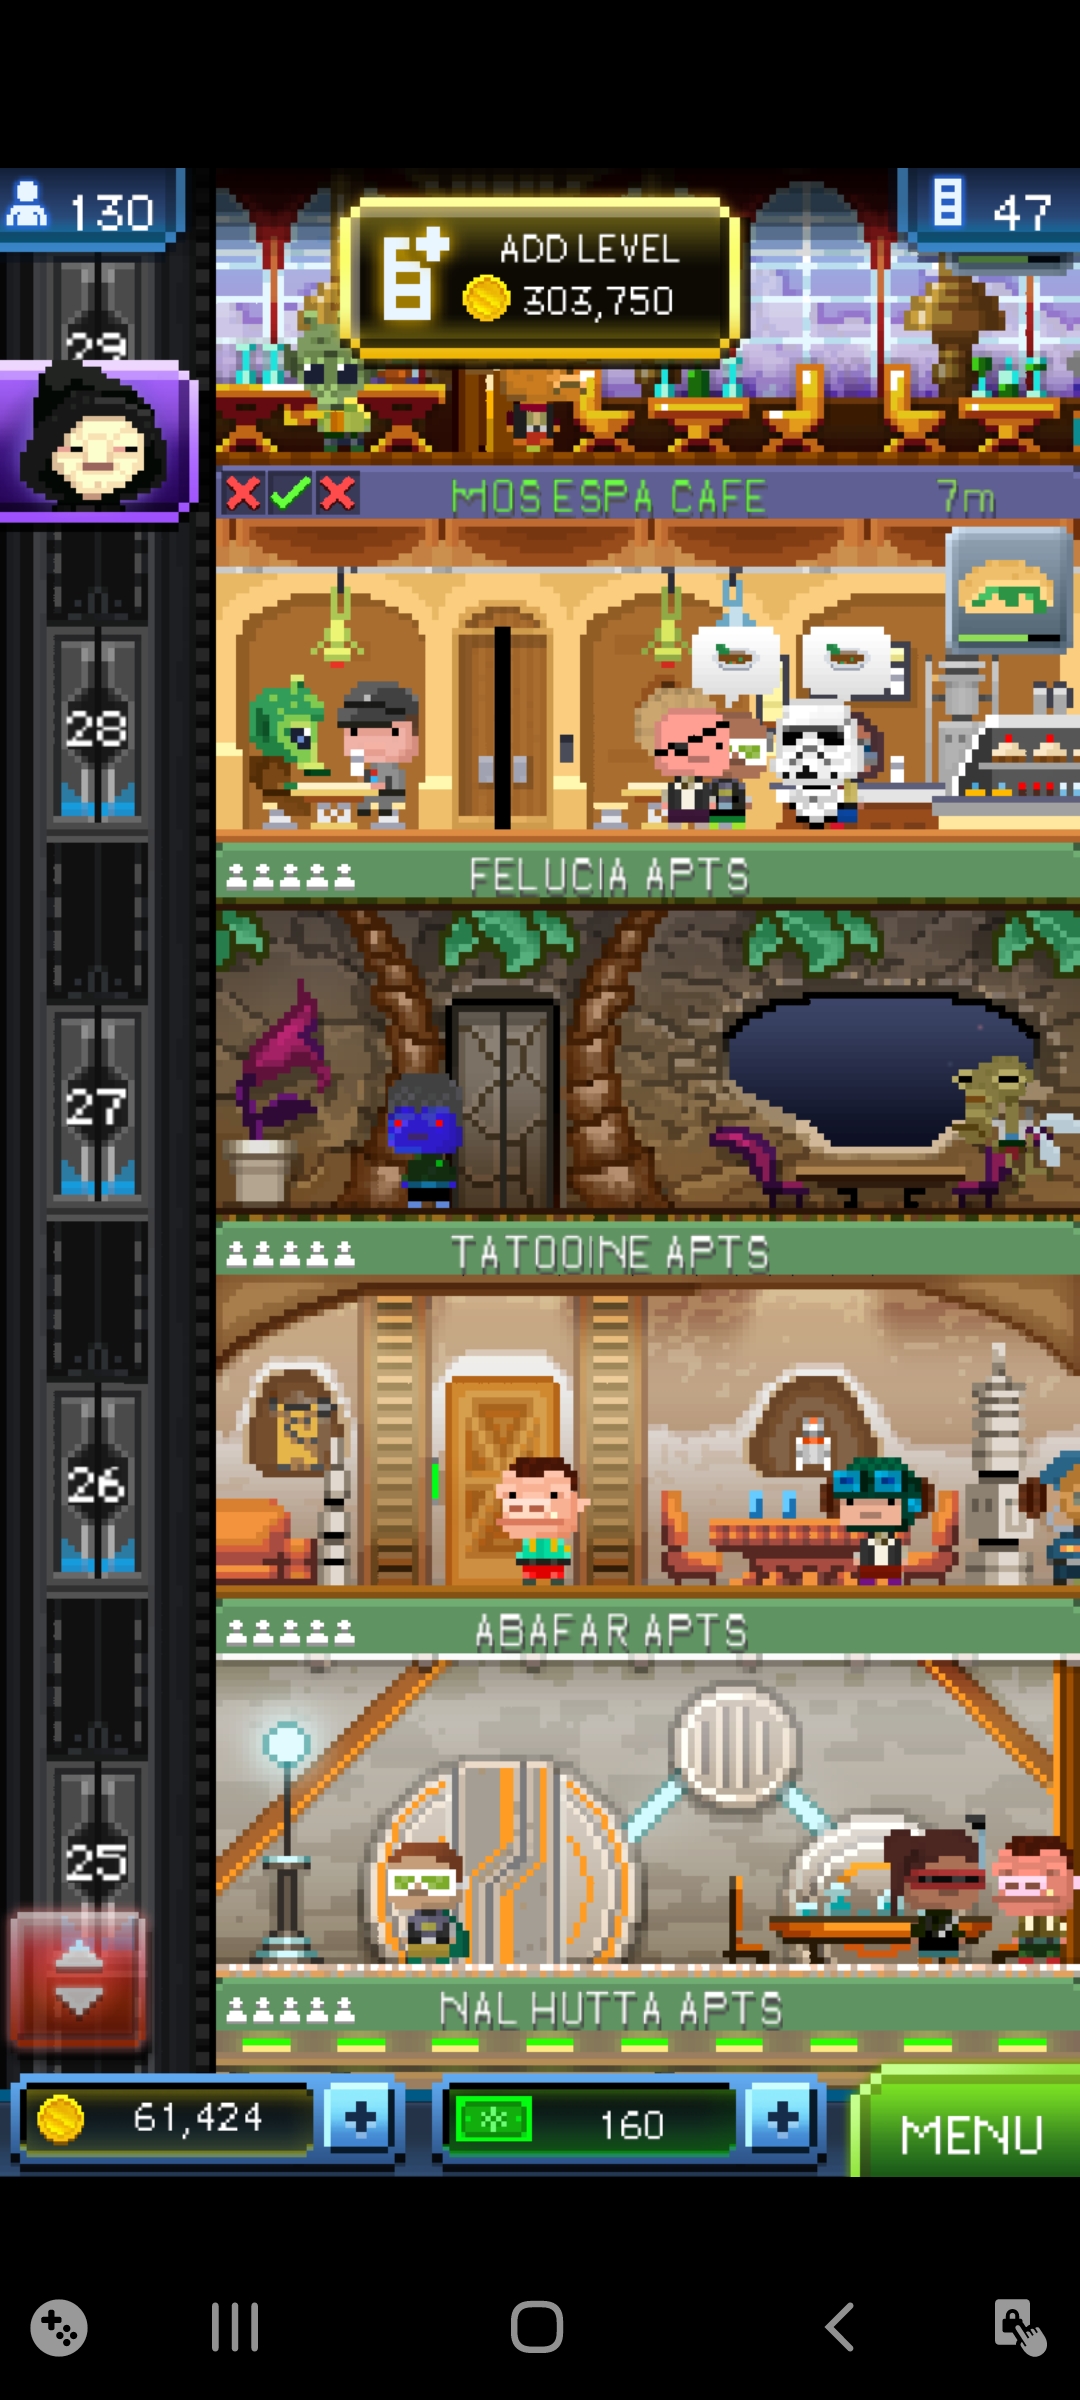 130
47
ADD LEVEL
303,750
29
MOS ESPA CAFE
7m
28
FELUCIA APTS
27
TATOOINE APTS
26
ABAFAR APTS
25
NAL HUTTA APTS
61,424
160
MENU